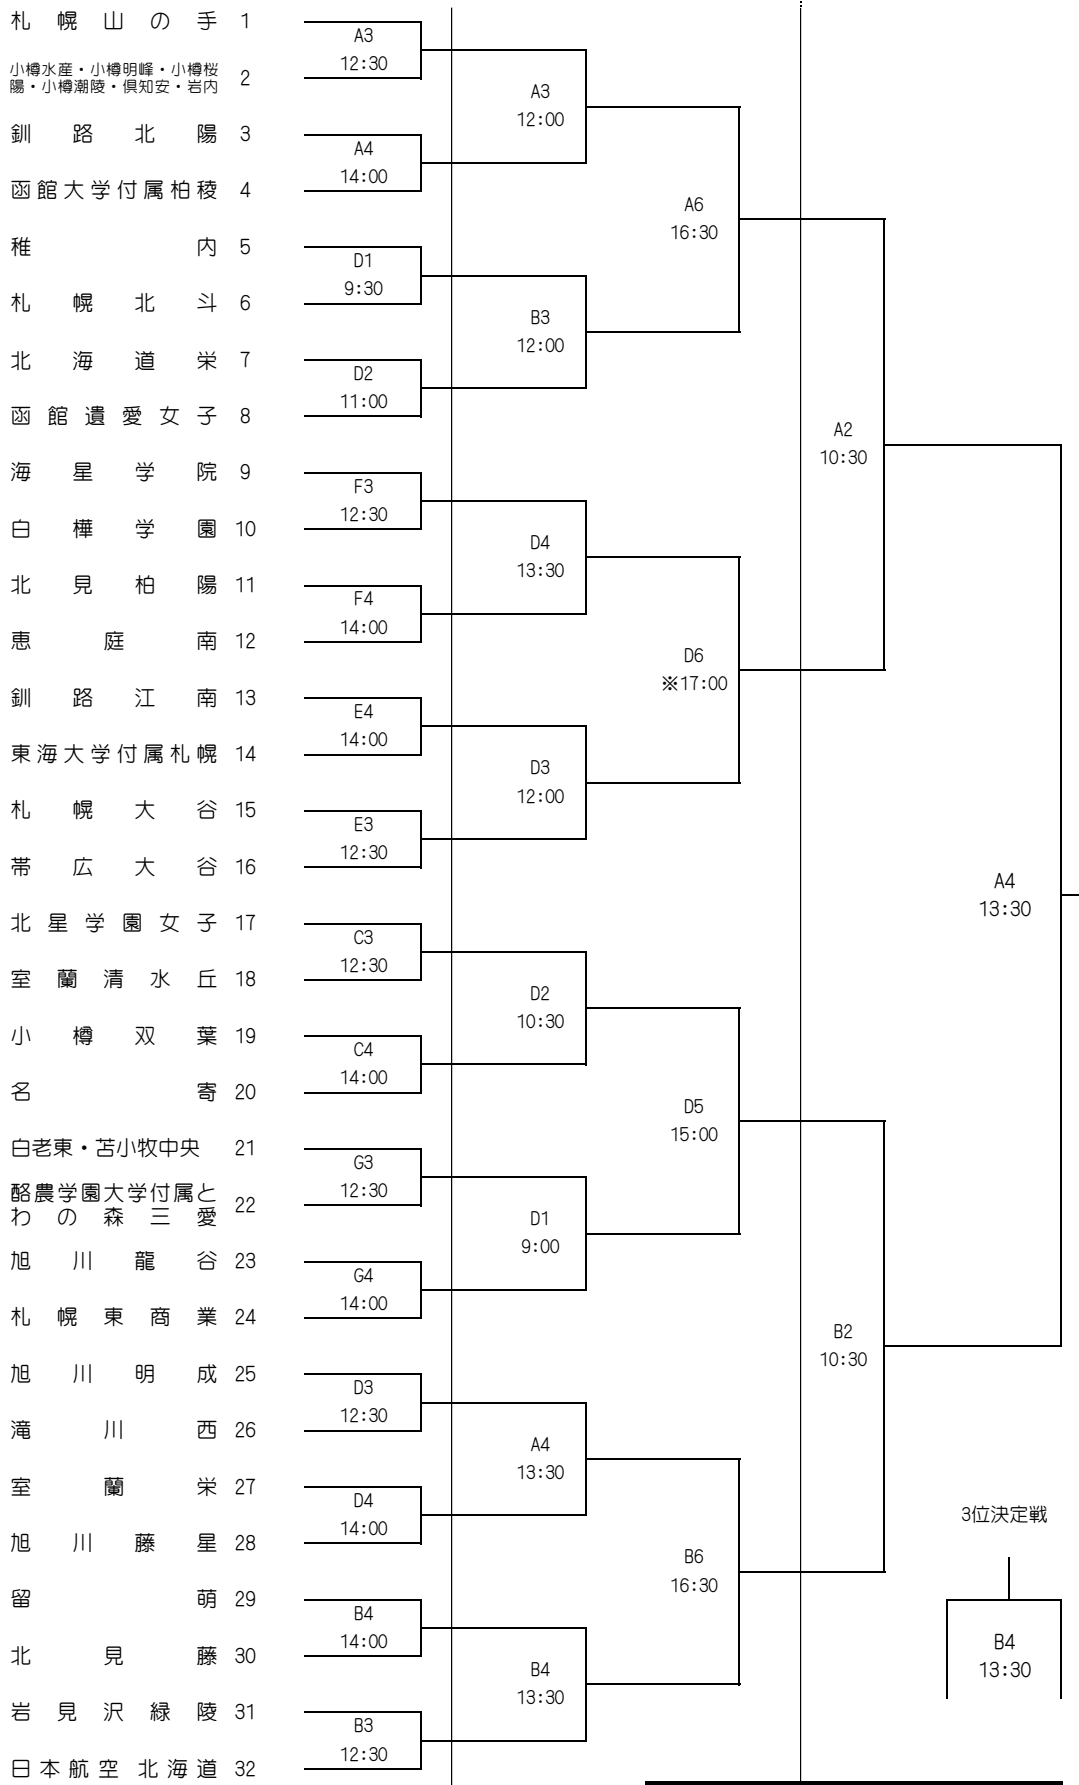 札幌山の手 1
小樽水産・小樽明峰・小樽桜
陽・小樽潮陵・倶知安・岩内 2
釧路北陽 3
函館大学付属柏稜 4
稚内 5
札幌北斗 6
北海道栄 7
函館遺愛女子 8
海星学院 9
白樺学園 10
北見柏陽 11
恵庭南 12
釧路江南 13
東海大学付属札幌 14
札幌大谷 15
帯広大谷 16
北星学園女子 17
室蘭清水丘 18
小樽双葉 19
名寄 20
白老東・苫小牧中央 21
酪農学園大学付属と
わの森三愛 22
旭川龍谷 23
札幌東商業 24
旭川明成 25
滝川西 26
室蘭栄 27
旭川藤星 28
留萌 29
北見藤 30
岩見沢緑陵 31
日本航空 北海道 32
A3
12:30
A4
14:00
D1
9:30
D2
11:00
F3
12:30
F4
14:00
E4
14:00
E3
12:30
C3
12:30
C4
14:00
G3
12:30
G4
14:00
D3
12:30
D4
14:00
B4
14:00
B3
12:30
A3
12:00
B3
12:00
D4
13:30
D3
12:00
D2
10:30
D1
9:00
A4
13:30
B4
13:30
A6
16:30
D6
※17:00
D5
15:00
B6
16:30
A2
10:30
B2
10:30
A4
13:30
3位決定戦
B4
13:30